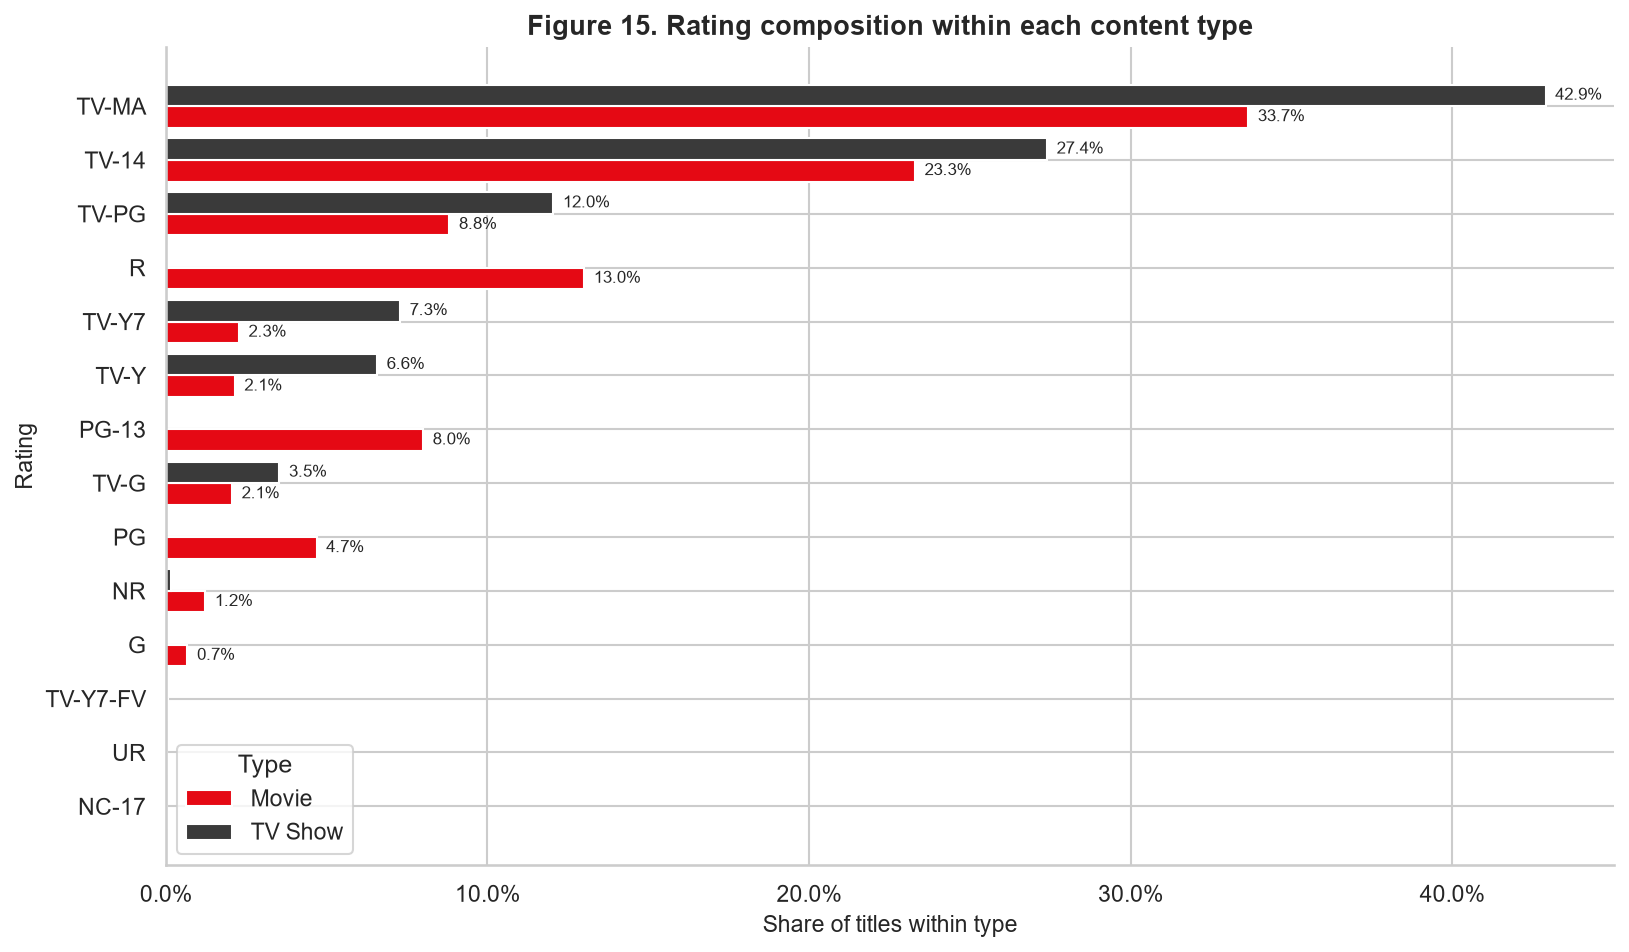 Figure 15. Rating composition within each content type
TV-MA
42.9%
33.7%
TV-14
27.4%
23.3%
TV-PG
12.0%
8.8%
R
13.0%
TV-Y7
7.3%
2.3%
TV-Y
6.6%
2.1%
PG-13
8.0%
TV-G
3.5%
2.1%
PG
4.7%
NR
1.2%
G
0.7%
TV-Y7-FV
UR
NC-17
Rating
Type
Movie
TV Show
0.0% 10.0% 20.0% 30.0% 40.0%
Share of titles within type